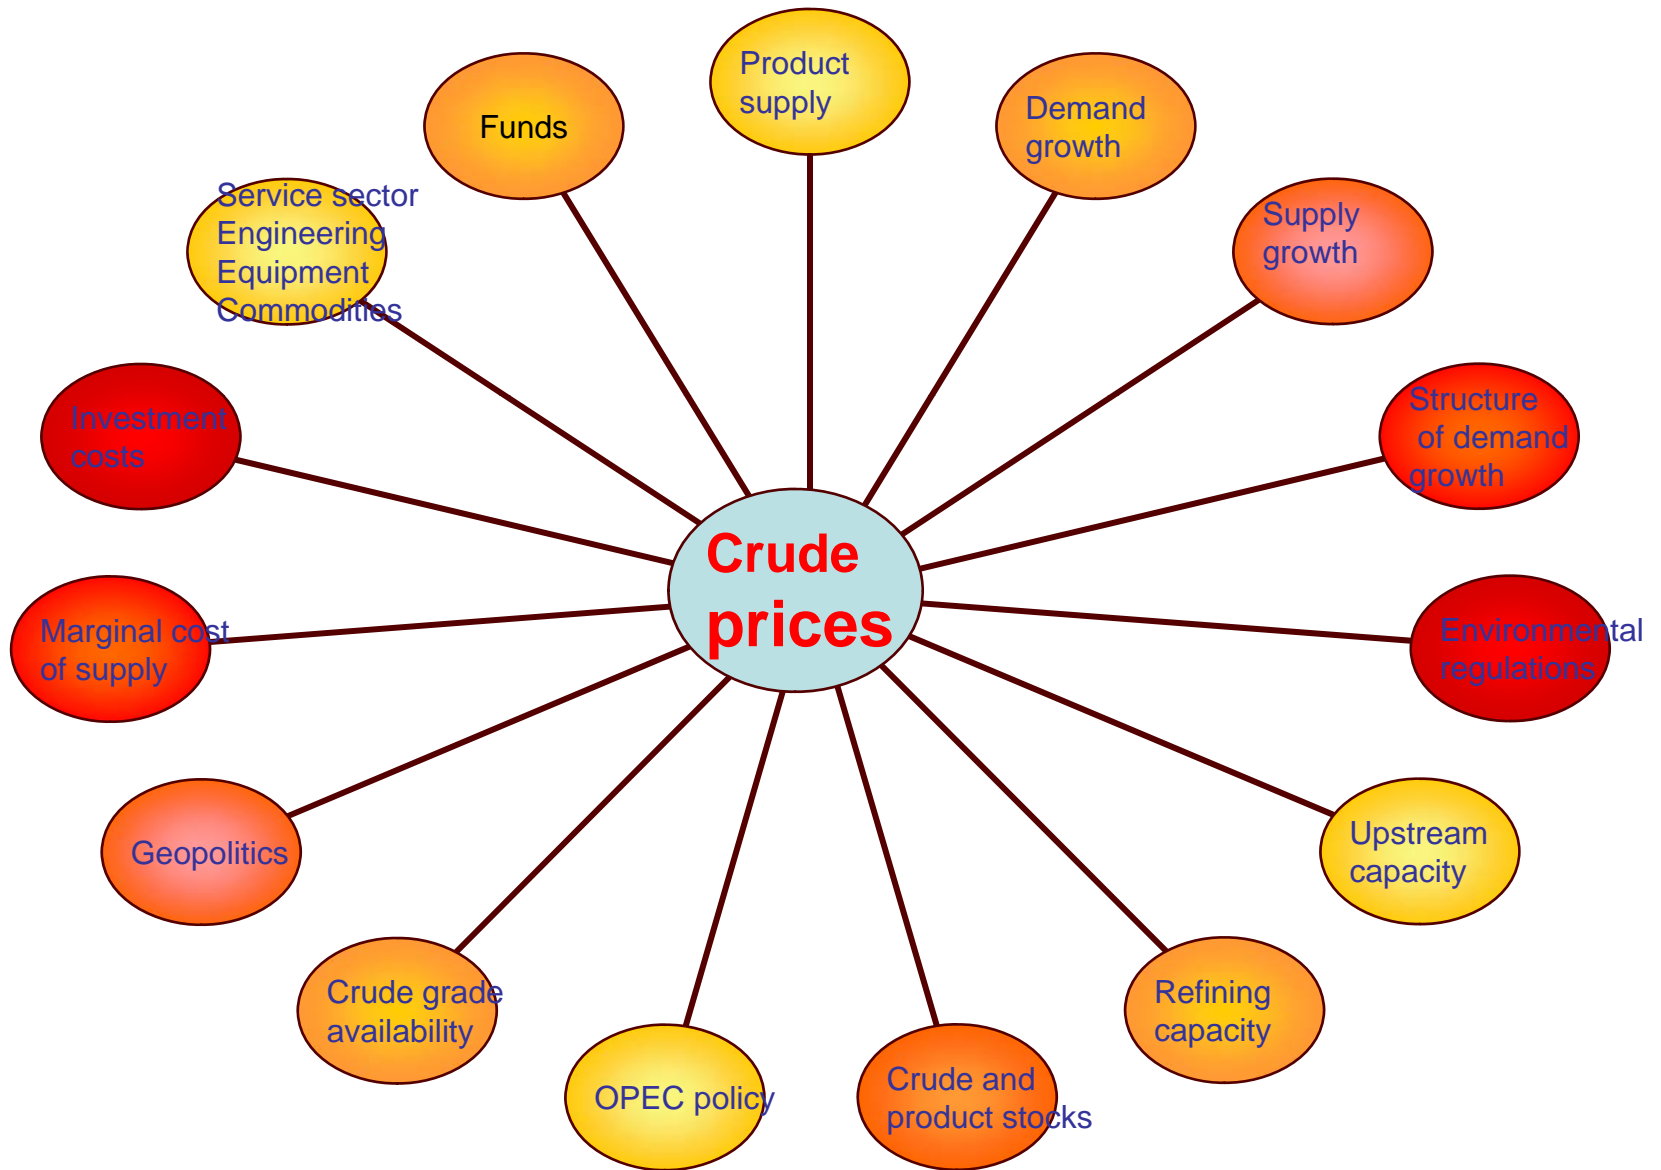 Product
supply
Demand
growth
Supply
growth
Structure
of demand
growth
Environmental
regulations
Upstream
capacity
Refining
capacity
Crude and
product stocks
OPEC policy
Crude grade
availability
Geopolitics
Marginal cost
of supply
Investment
costs
Service sector
Engineering
Equipment
Commodities
Funds
Crude
prices